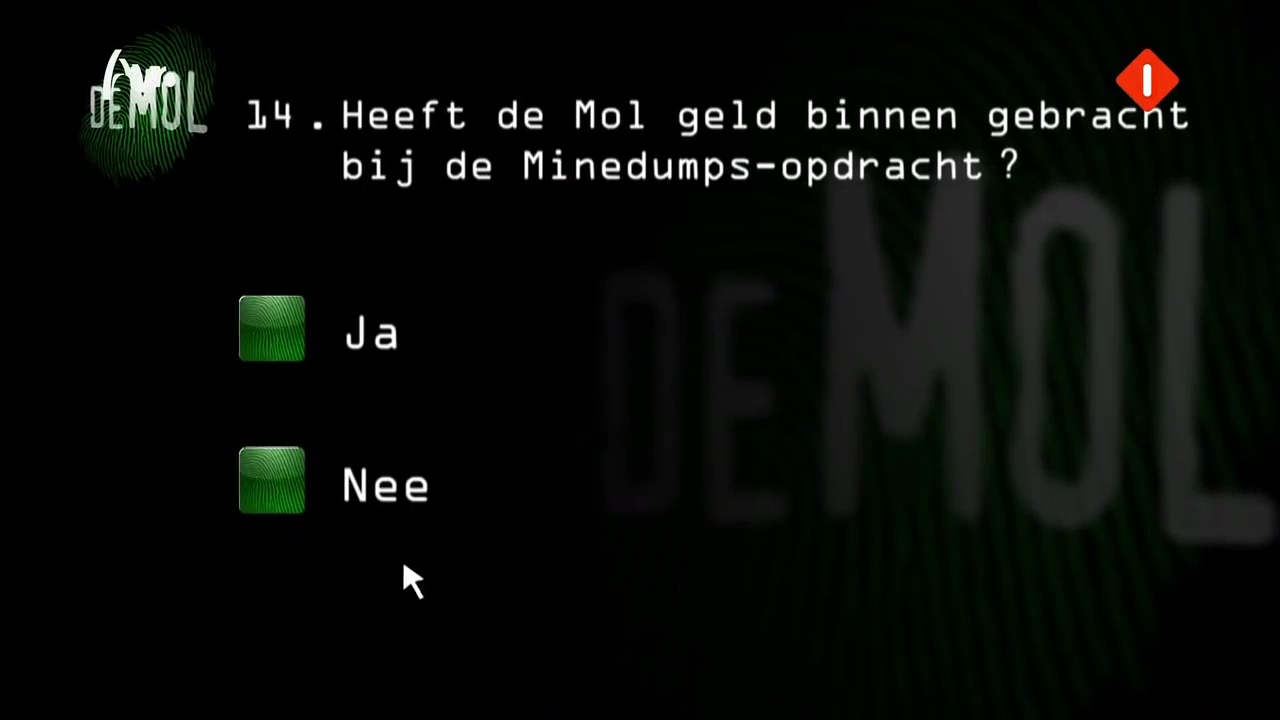 DE MOL
14. Heeft de Mol geld binnen gebracht
bij de Minedumps-opdracht?
DE MOL
Ja
Nee